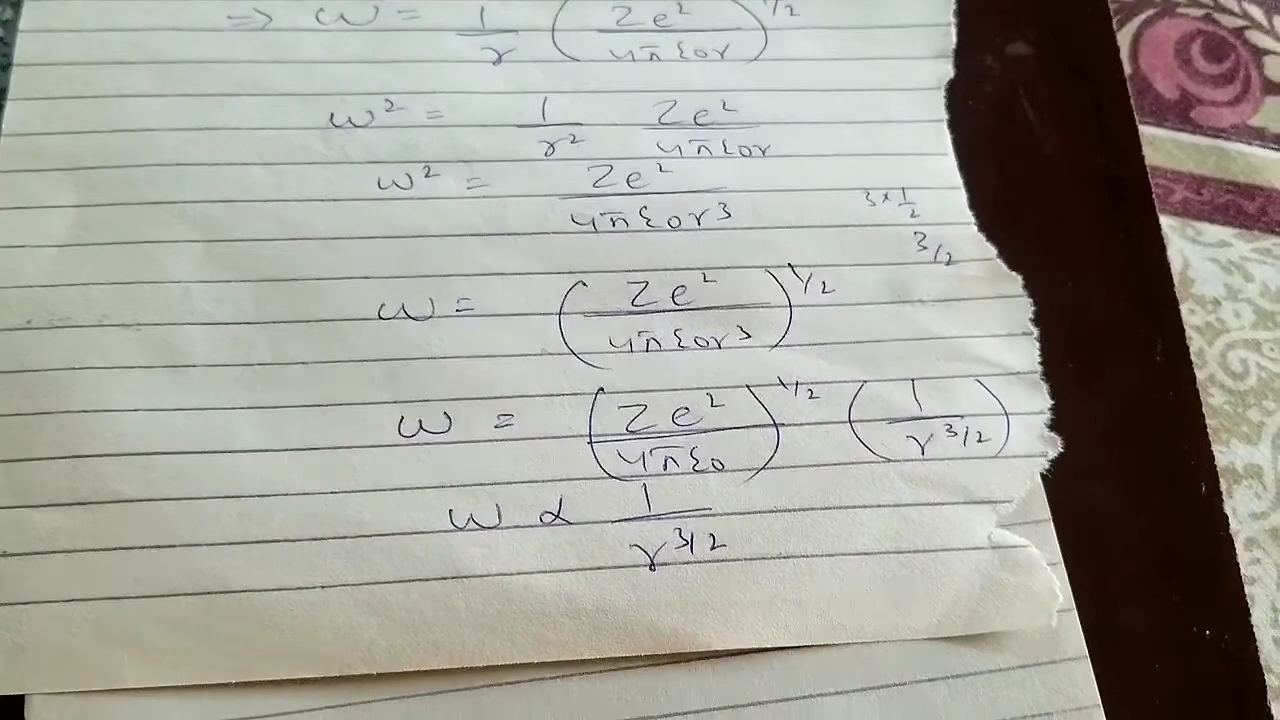 ⇒ ω = 1/r (Ze²/4πε0r)^1/2
ω² = 1/r² Ze²/4πε0r
ω² = Ze²/4πε0r³
3 × 1/2
3/2
ω = (Ze²/4πε0r³)^1/2
ω = (Ze²/4πε0)^1/2 (1/r^3/2)
ω α 1/r^3/2